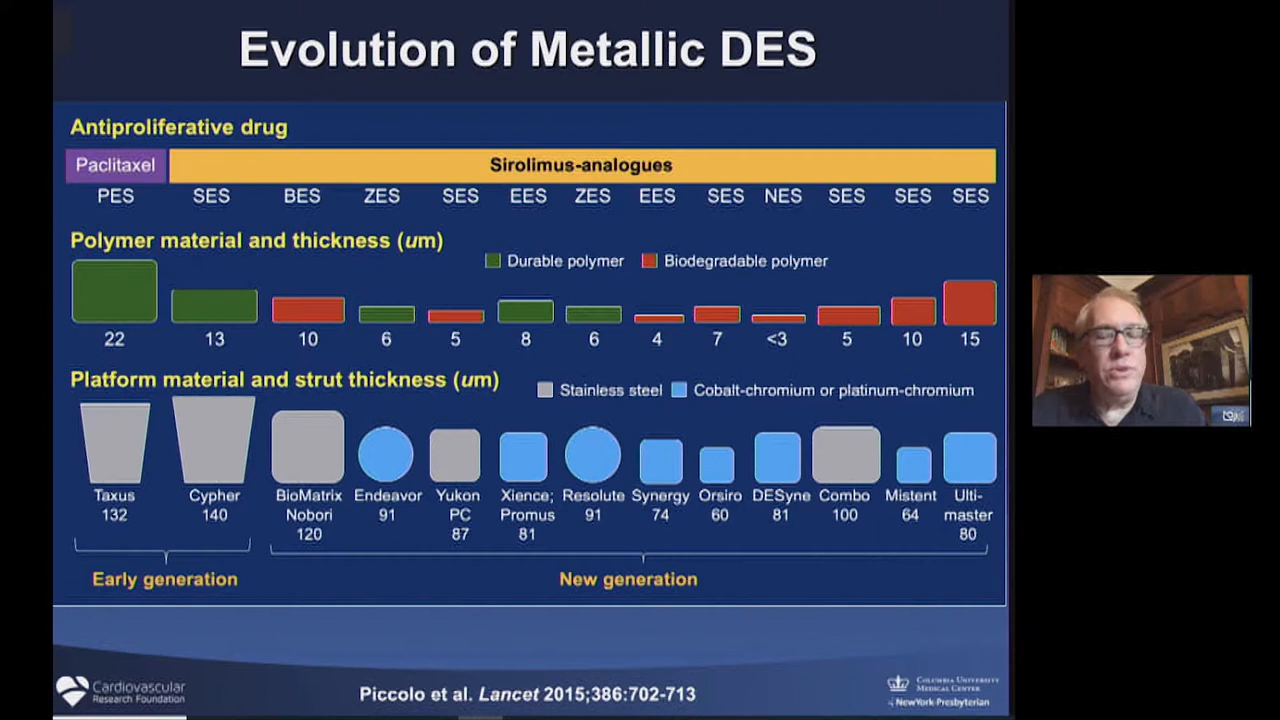 Evolution of Metallic DES
Antiproliferative drug
Paclitaxel Sirolimus-analogues
PES SES BES ZES SES EES ZES EES SES NES SES SES SES
Polymer material and thickness (um)
Durable polymer Biodegradable polymer
22 13 10 6 5 8 6 4 7 <3 5 10 15
Platform material and strut thickness (um)
Stainless steel Cobalt-chromium or platinum-chromium
Taxus Cypher BioMatrix Endeavor Yukon Xience; Resolute Synergy Orsiro DESyne Combo Mistent Ulti-
132 140 Nobori 91 PC Promus 91 74 60 81 100 64 master
120 87 81 80
Early generation New generation
Cardiovascular
Research Foundation
Piccolo et al. Lancet 2015;386:702-713
COLUMBIA UNIVERSITY
MEDICAL CENTER
NewYork-Presbyterian